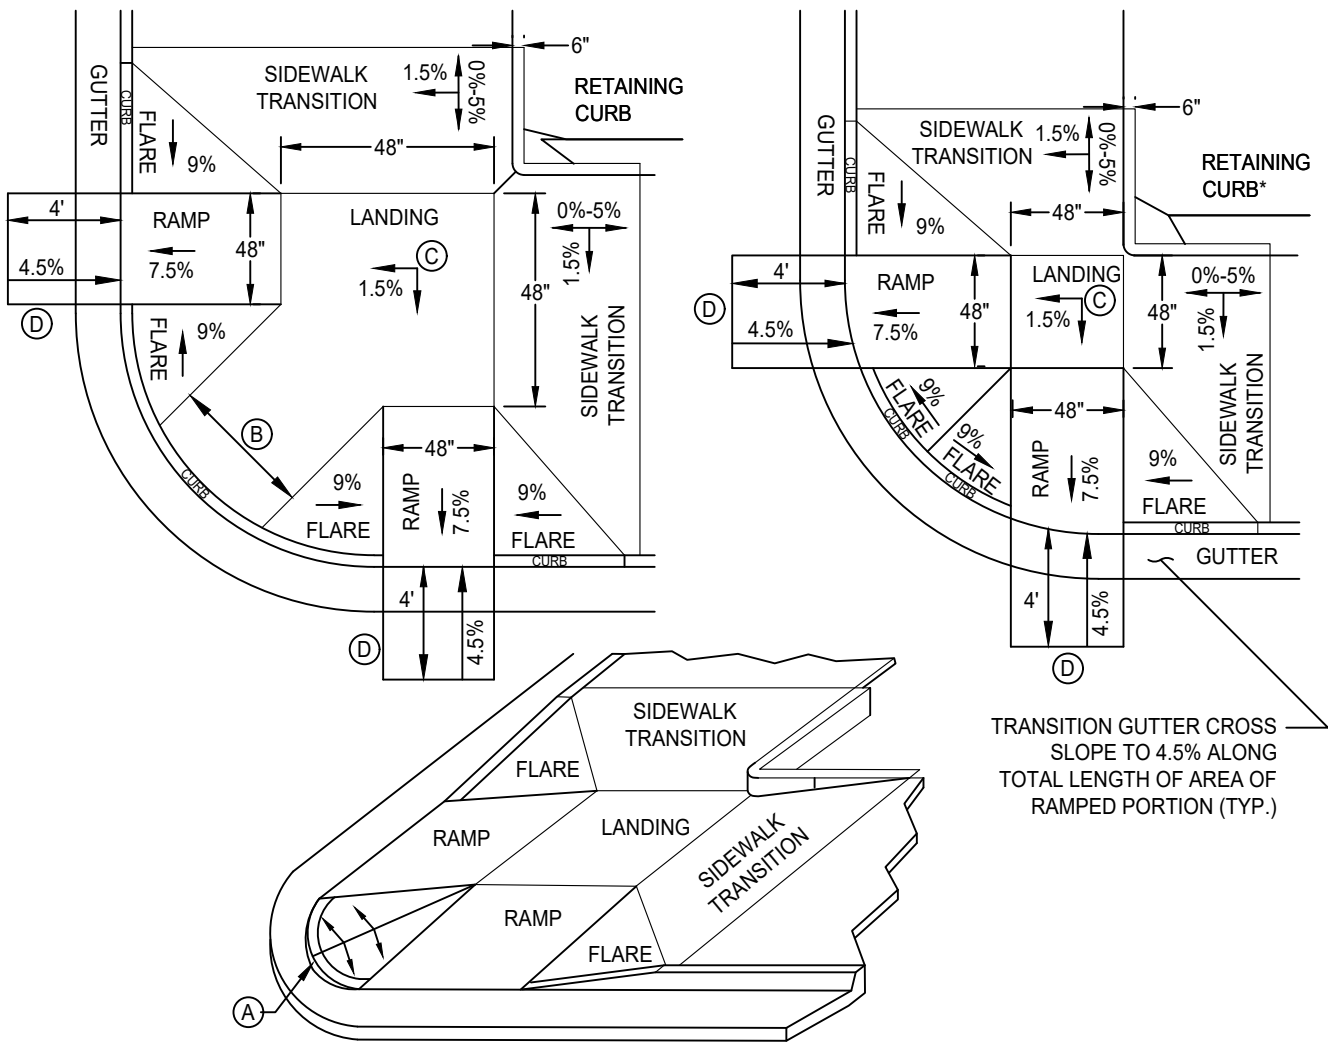 6"
SIDEWALK
TRANSITION
1.5%
0%-5%
RETAINING
CURB
GUTTER
CURB
FLARE
9%
48"
4'
RAMP
48"
LANDING
0%-5%
1.5%
4.5%
7.5%
C
1.5%
48"
D
FLARE
9%
SIDEWALK
TRANSITION
B
48"
CURB
9%
FLARE
RAMP
7.5%
9%
FLARE
CURB
4'
4.5%
D
6"
SIDEWALK
TRANSITION
1.5%
0%-5%
RETAINING
CURB*
GUTTER
CURB
FLARE
9%
48"
4'
RAMP
48"
LANDING
C
1.5%
48"
0%-5%
1.5%
D
4.5%
7.5%
SIDEWALK
TRANSITION
9%
FLARE
CURB
9%
FLARE
CURB
48"
RAMP
7.5%
9%
FLARE
CURB
GUTTER
4'
4.5%
D
TRANSITION GUTTER CROSS
SLOPE TO 4.5% ALONG
TOTAL LENGTH OF AREA OF
RAMPED PORTION (TYP.)
SIDEWALK
TRANSITION
FLARE
RAMP
LANDING
SIDEWALK
TRANSITION
RAMP
FLARE
A